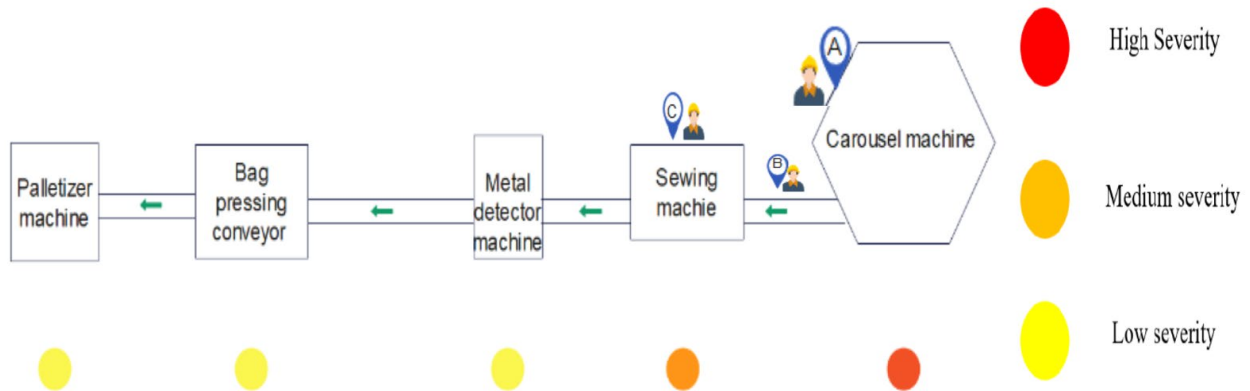 A
High Severity
C
Carousel machine
Palletizer
machine
Bag
pressing
conveyor
Metal
detector
machine
Sewing
machie
B
Medium severity
Low severity